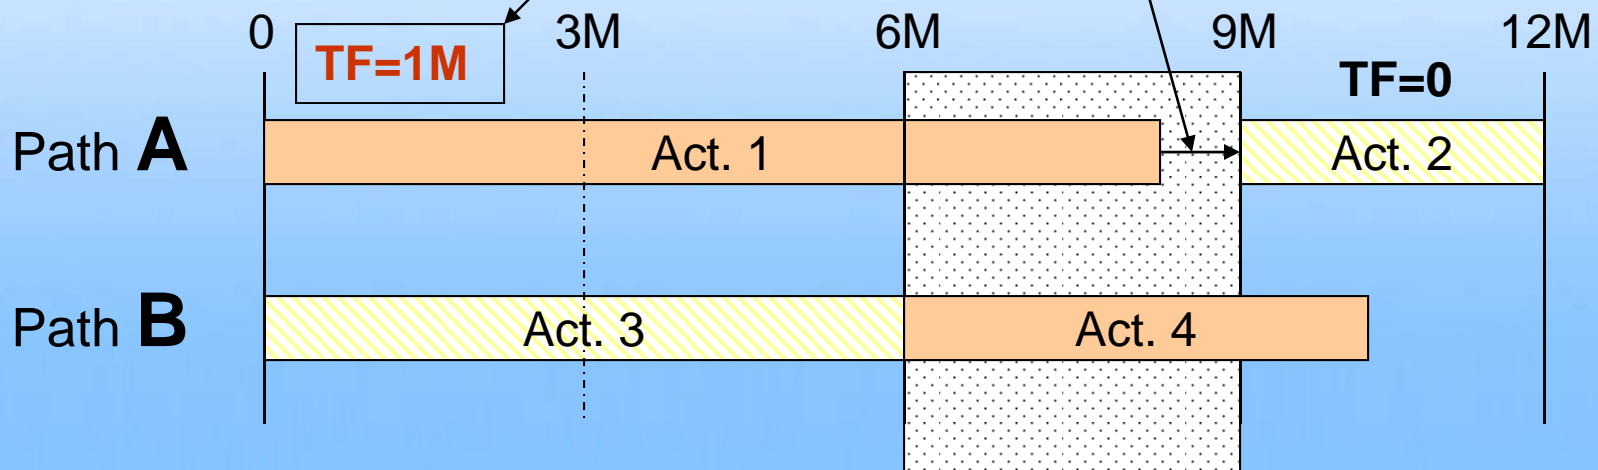 0 3M 6M 9M 12M
TF=1M
TF=0
Path A Act. 1 Act. 2
Path B Act. 3 Act. 4